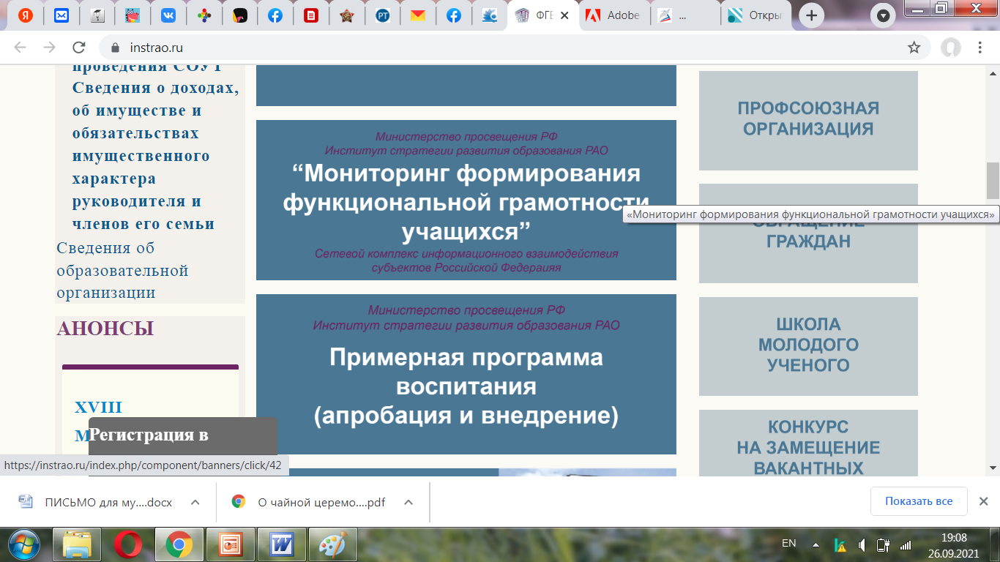 ФГБ
Adobe
...
Откры
instrao.ru
проведения СОУТ
Сведения о доходах,
об имуществе и
обязательствах
имущественного
характера
руководителя и
членов его семьи
Сведения об
образовательной
организации
АНОНСЫ
XVIII
М
Регистрация в
https://instrao.ru/index.php/component/banners/click/42
Министерство просвещения РФ
Институт стратегии развития образования РАО
“Мониторинг формирования
функциональной грамотности
учащихся”
Сетевой комплекс информационного взаимодействия
субъектов Российской Федераияя
«Мониторинг формирования функциональной грамотности учащихся»
Министерство просвещения РФ
Институт стратегии развития образования РАО
Примерная программа
воспитания
(апробация и внедрение)
ПРОФСОЮЗНАЯ
ОРГАНИЗАЦИЯ
ОБРАЩЕНИЕ
ГРАЖДАН
ШКОЛА
МОЛОДОГО
УЧЕНОГО
КОНКУРС
НА ЗАМЕЩЕНИЕ
ВАКАНТНЫХ
ПИСЬМО для му....docx
О чайной церемо....pdf
Показать все
EN
19:08
26.09.2021